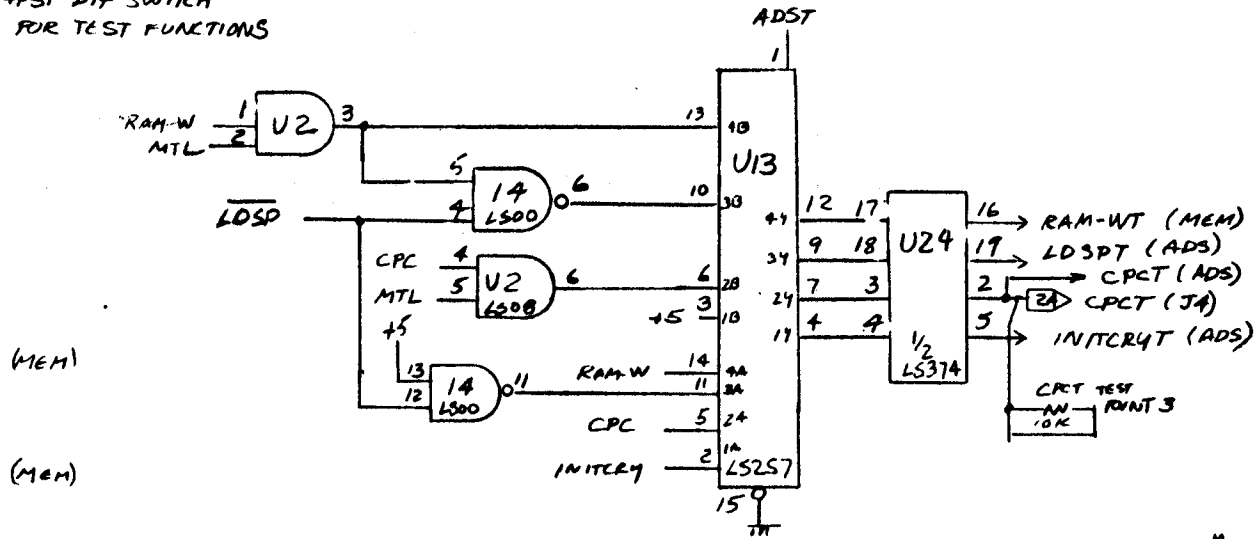 4PST DIP SWITCH
FOR TEST FUNCTIONS
ADST
1
RAM-W 1
MTL 2
U2 3
13 4B
U13
5
4
14
LS00
6
10 3B
LDSP
CPC 4
MTL 5
U2
LS08
6
6 2B
+5 3 1B
4Y 12 17
3Y 9 18
2Y 7 3
1Y 4 4
U24
1/2
LS374
16 RAM-WT (MEM)
19 LDSPT (ADS)
CPCT (ADS)
2 2A CPCT (J4)
5 INITCRYT (ADS)
CPCT TEST
POINT 3
10K
+5
13
12
14
LS00
11
RAM-W 14 4A
11 3A
CPC 5 2A
1A
INITCRY 2
LS257
15
(MEM)
(MEM)